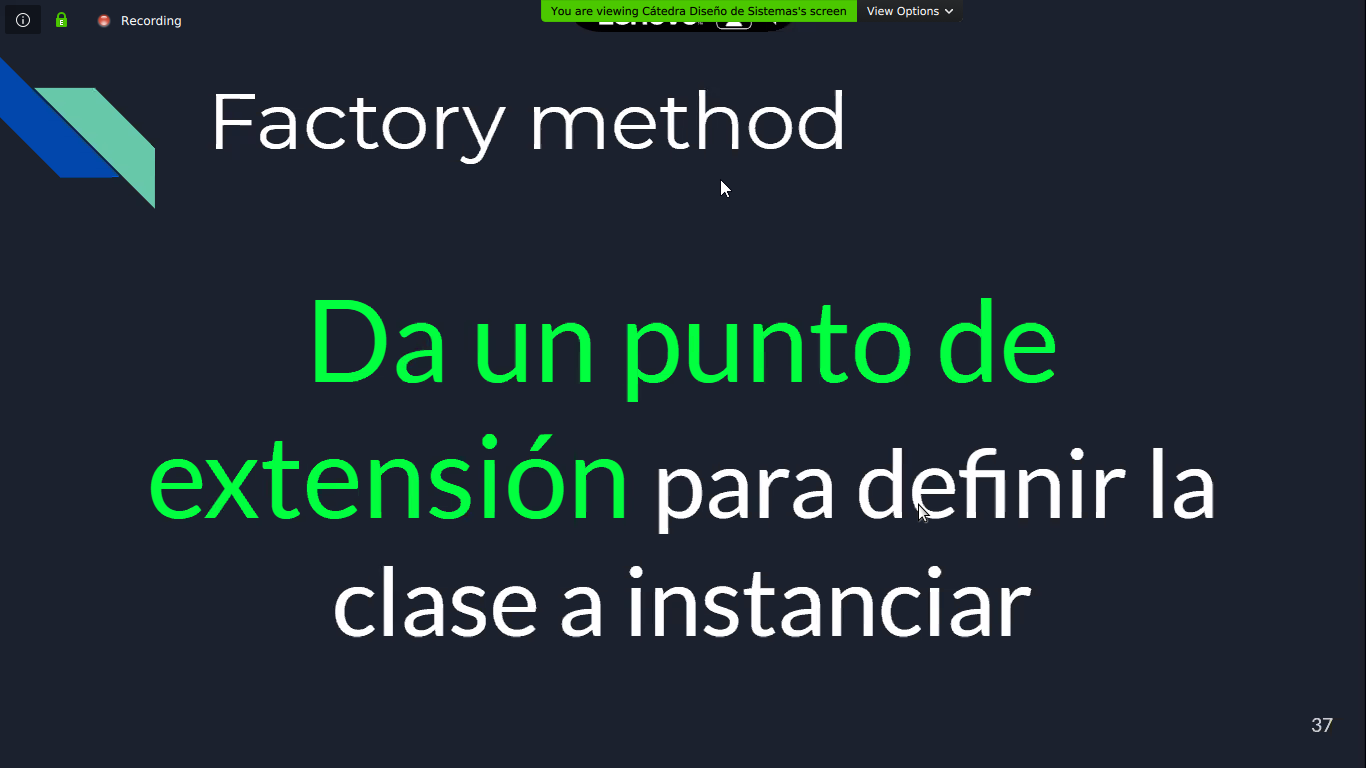 Recording
You are viewing Cátedra Diseño de Sistemas's screen
View Options
Factory method
Da un punto de
extensión para definir la
clase a instanciar
37